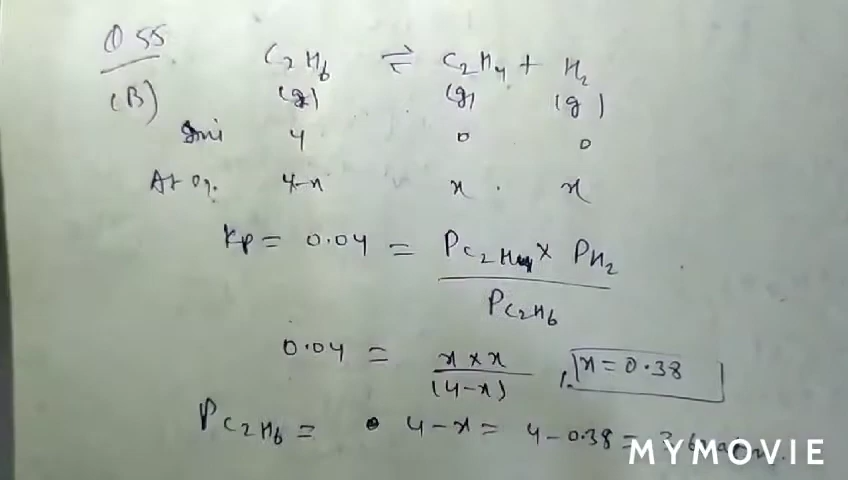 Q 55
C2H6 ⇌ C2H4 + H2
(B) (g) (g) (g)
Ini 4 0 0
At eq. 4-x x x
Kp = 0.04 = PC2H4 × PH2
PC2H6
0.04 = x × x
(4-x) , x = 0.38
PC2H6 = 4-x = 4-0.38 =
MYMOVIE